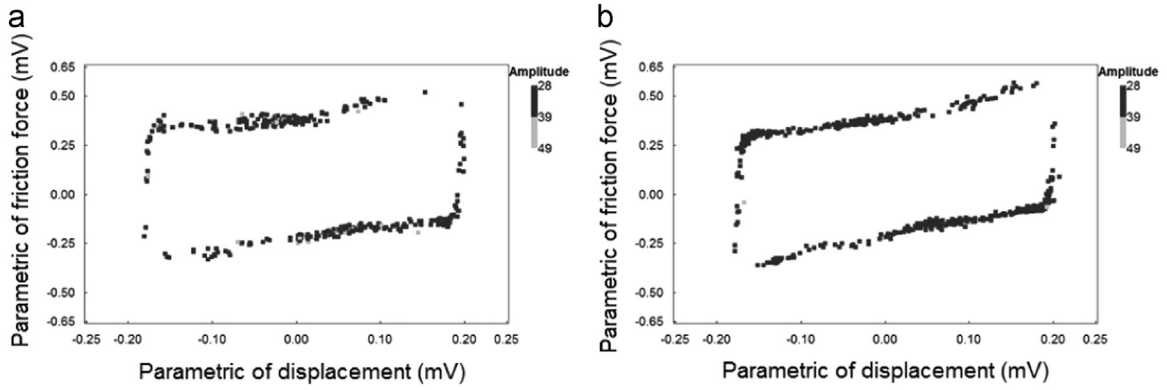 a
Parametric of friction force (mV)
0.65
0.50
0.25
0.00
-0.25
-0.50
-0.65
-0.25 -0.20 -0.10 0.00 0.10 0.20 0.25
Parametric of displacement (mV)
Amplitude
28
39
49
b
Parametric of friction force (mV)
0.65
0.50
0.25
0.00
-0.25
-0.50
-0.65
-0.25 -0.20 -0.10 0.00 0.10 0.20 0.25
Parametric of displacement (mV)
Amplitude
28
39
49